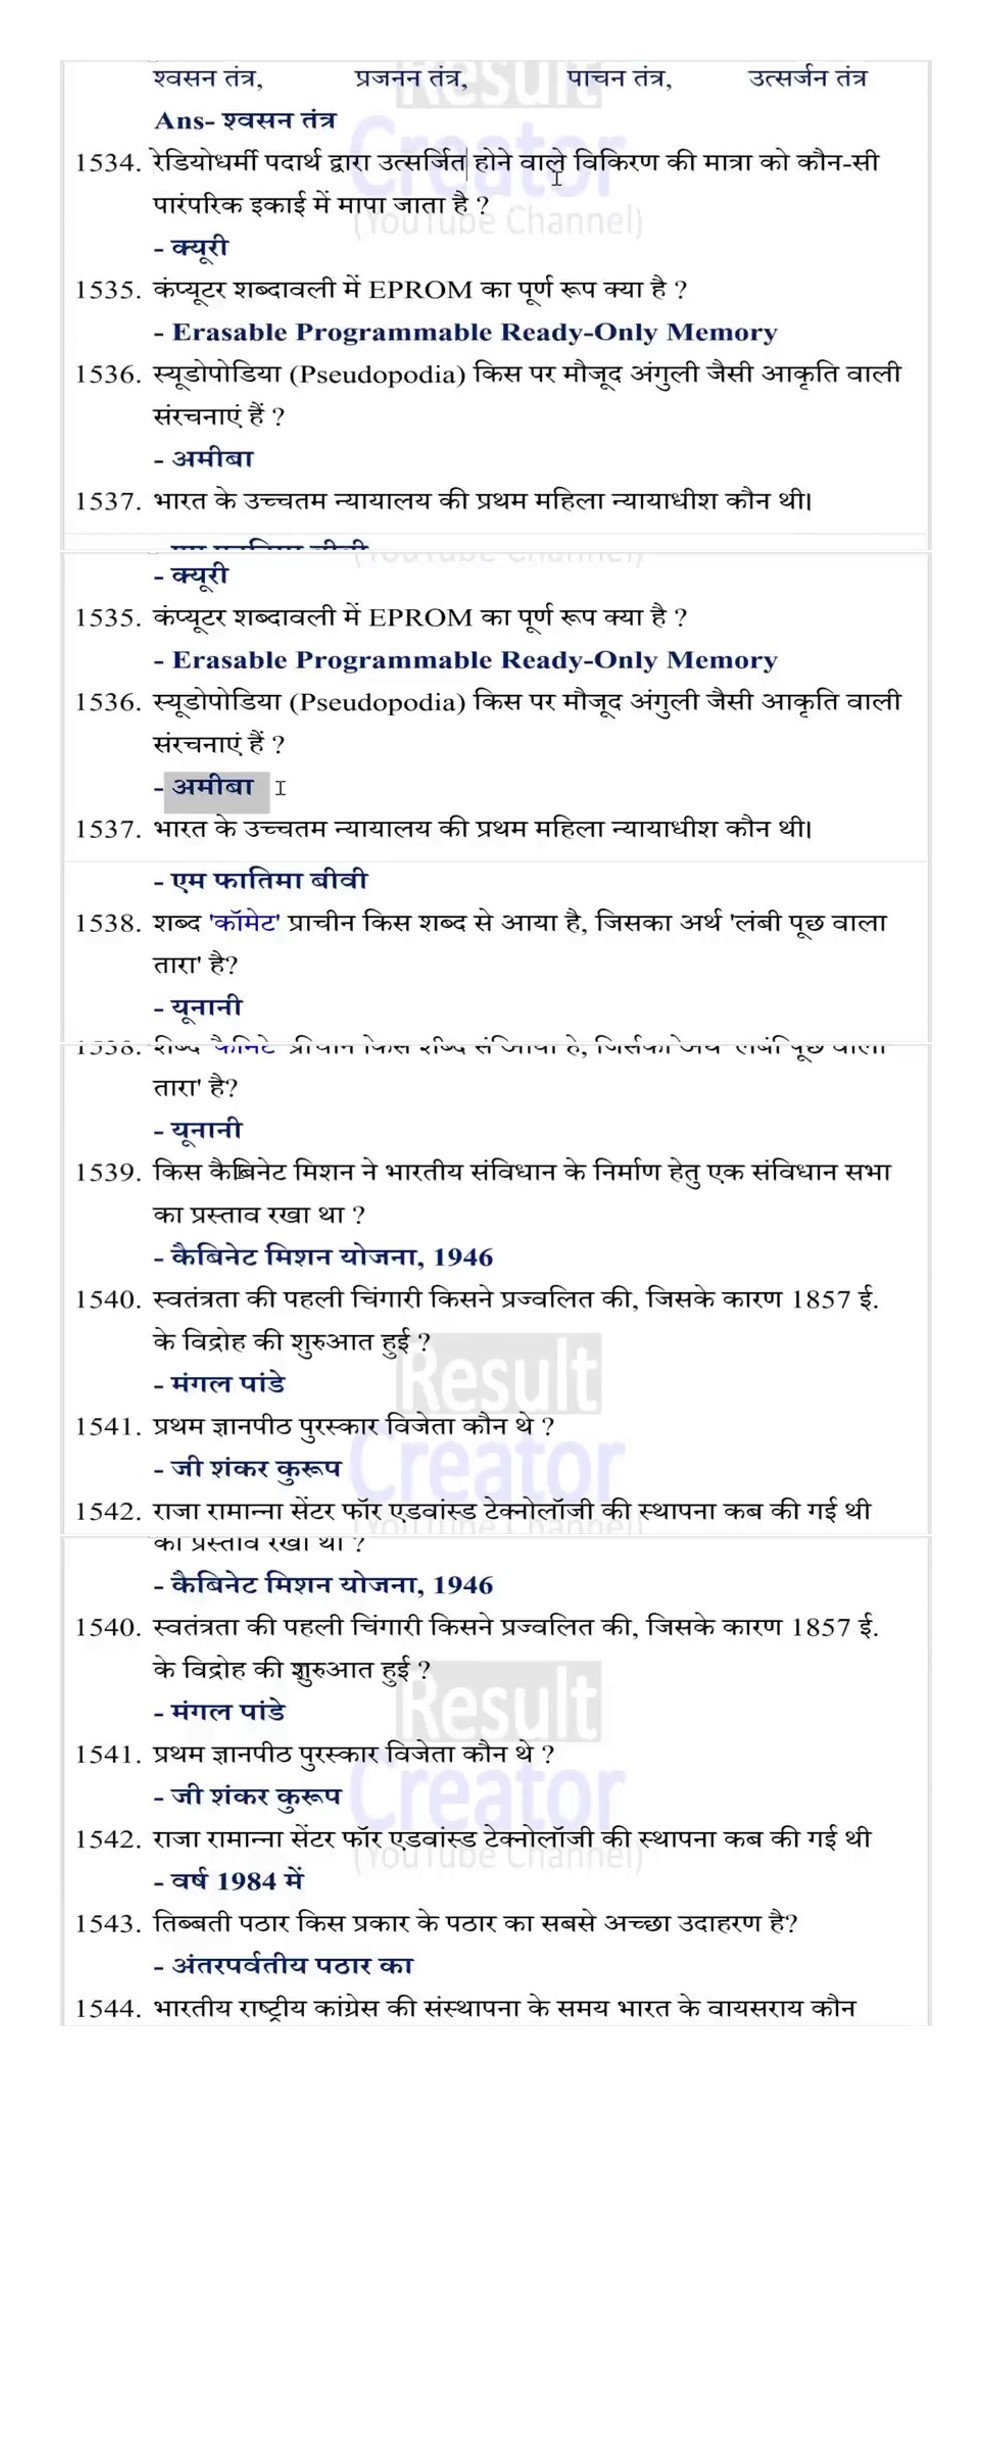 श्वसन तंत्र, प्रजनन तंत्र, पाचन तंत्र, उत्सर्जन तंत्र
Ans- श्वसन तंत्र
1534. रेडियोधर्मी पदार्थ द्वारा उत्सर्जित होने वाले विकिरण की मात्रा को कौन-सी
पारंपरिक इकाई में मापा जाता है ?
(YouTube Channel)
- क्यूरी
1535. कंप्यूटर शब्दावली में EPROM का पूर्ण रूप क्या है ?
- Erasable Programmable Ready-Only Memory
1536. स्यूडोपोडिया (Pseudopodia) किस पर मौजूद अंगुली जैसी आकृति वाली
संरचनाएं हैं ?
- अमीबा
1537. भारत के उच्चतम न्यायालय की प्रथम महिला न्यायाधीश कौन थी।
- क्यूरी
1535. कंप्यूटर शब्दावली में EPROM का पूर्ण रूप क्या है ?
- Erasable Programmable Ready-Only Memory
1536. स्यूडोपोडिया (Pseudopodia) किस पर मौजूद अंगुली जैसी आकृति वाली
संरचनाएं हैं ?
- अमीबा
1537. भारत के उच्चतम न्यायालय की प्रथम महिला न्यायाधीश कौन थी।
- एम फातिमा बीवी
1538. शब्द 'कॉमेट' प्राचीन किस शब्द से आया है, जिसका अर्थ 'लंबी पूछ वाला
तारा' है?
- यूनानी
तारा' है?
- यूनानी
1539. किस कैबिनेट मिशन ने भारतीय संविधान के निर्माण हेतु एक संविधान सभा
का प्रस्ताव रखा था ?
- कैबिनेट मिशन योजना, 1946
1540. स्वतंत्रता की पहली चिंगारी किसने प्रज्वलित की, जिसके कारण 1857 ई.
के विद्रोह की शुरुआत हुई ?
Result
- मंगल पांडे
1541. प्रथम ज्ञानपीठ पुरस्कार विजेता कौन थे ?
Creator
- जी शंकर कुरूप
1542. राजा रामान्ना सेंटर फॉर एडवांस्ड टेक्नोलॉजी की स्थापना कब की गई थी
का प्रस्ताव रखा था ?
- कैबिनेट मिशन योजना, 1946
1540. स्वतंत्रता की पहली चिंगारी किसने प्रज्वलित की, जिसके कारण 1857 ई.
के विद्रोह की शुरुआत हुई ?
Result
- मंगल पांडे
1541. प्रथम ज्ञानपीठ पुरस्कार विजेता कौन थे ?
Creator
- जी शंकर कुरूप
1542. राजा रामान्ना सेंटर फॉर एडवांस्ड टेक्नोलॉजी की स्थापना कब की गई थी
(YouTube Channel)
- वर्ष 1984 में
1543. तिब्बती पठार किस प्रकार के पठार का सबसे अच्छा उदाहरण है?
- अंतरपर्वतीय पठार का
1544. भारतीय राष्ट्रीय कांग्रेस की संस्थापना के समय भारत के वायसराय कौन